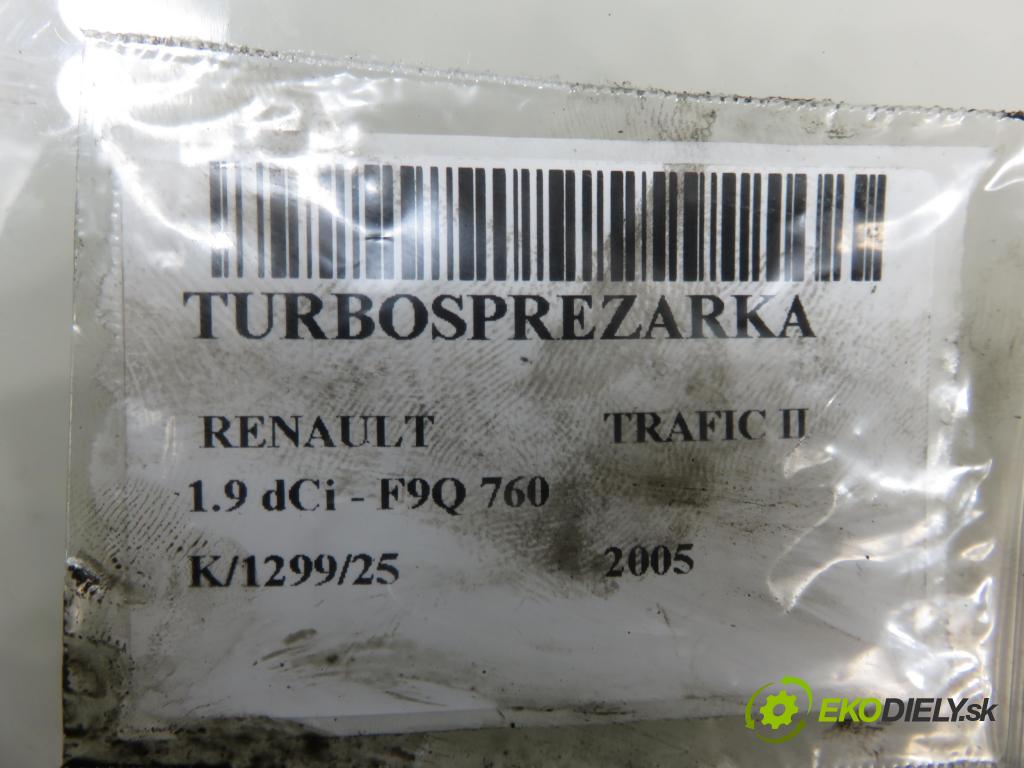 TURBOSPREZARKA
RENAULT TRAFIC II
1.9 dCi - F9Q 760
K/1299/25 2005
EKODIELY.sk